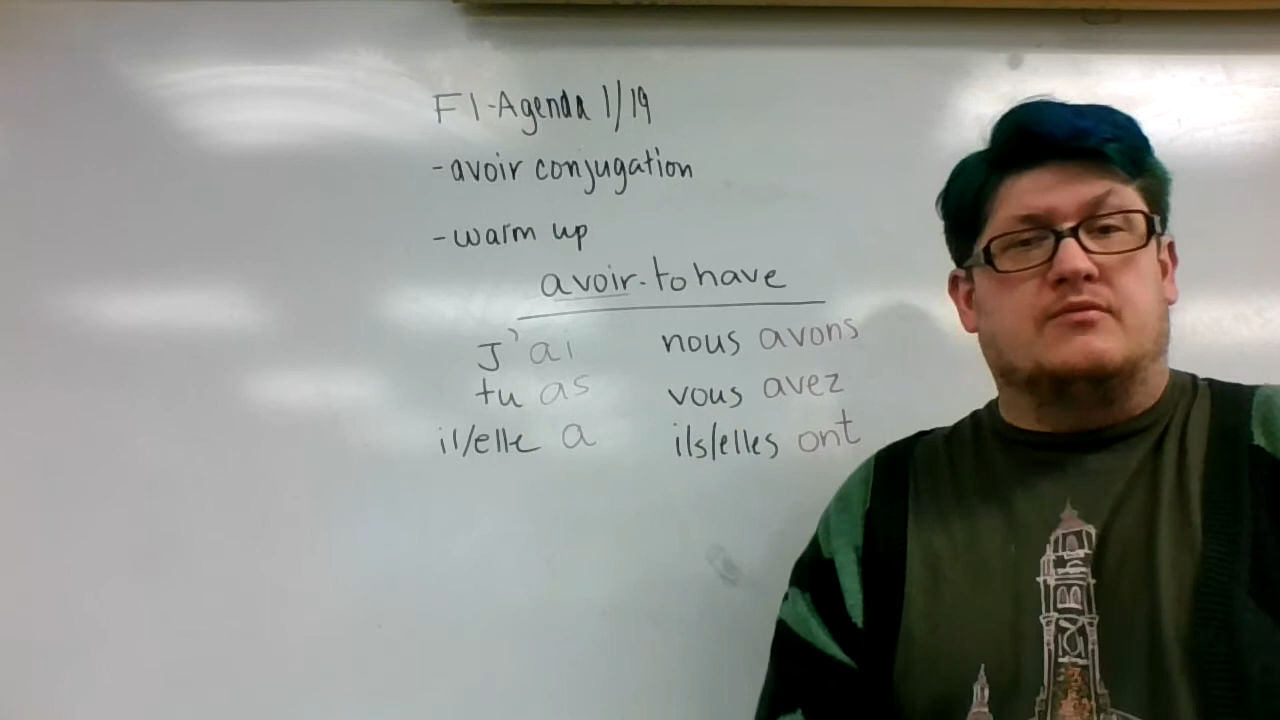 F1-Agenda 1/19
-avoir conjugation
-warm up
avoir-to have
J'ai nous avons
tu as vous avez
il/elle a ils/elles ont